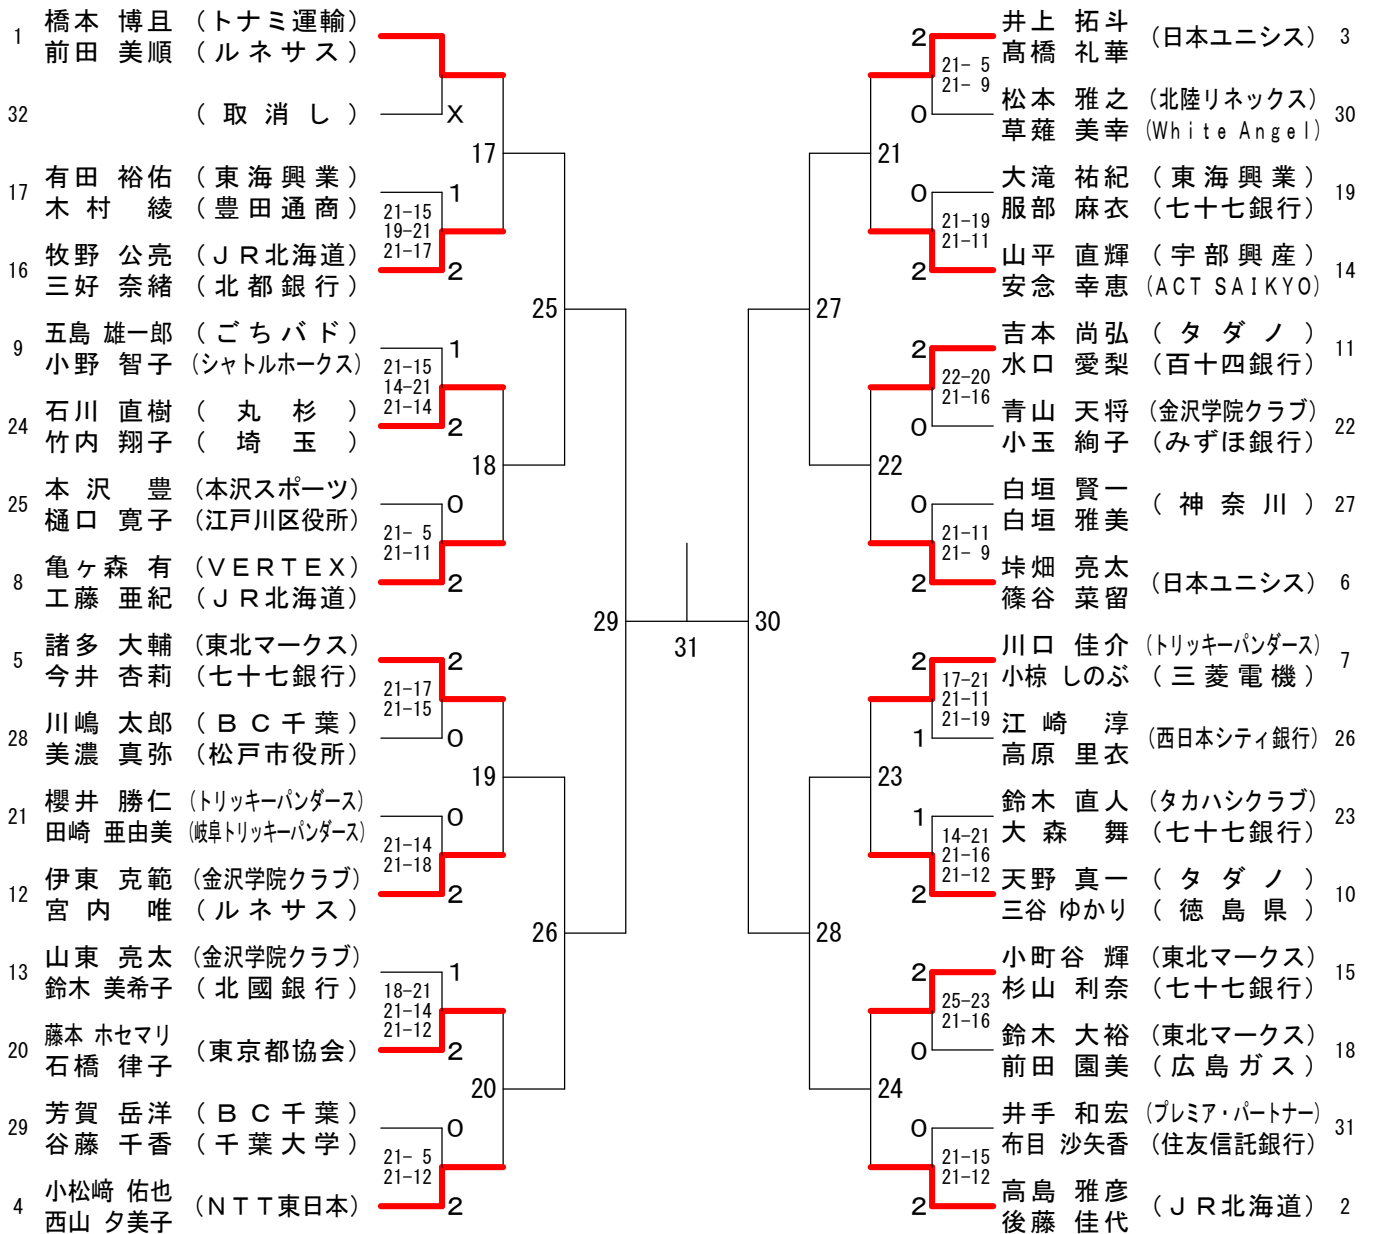 1 橋本 博且 (トナミ運輸)
前田 美順 (ルネサス)
32 (取消し) X
17
17 有田 裕佑 (東海興業) 1
木村 綾 (豊田通商)
21-15
19-21
21-17
16 牧野 公亮 (JR北海道) 2
三好 奈緒 (北都銀行)
25
9 五島 雄一郎 (ごちバド) 1
小野 智子 (シャトルホークス)
21-15
14-21
21-14
24 石川 直樹 (丸杉) 2
竹内 翔子 (埼玉)
18
25 本沢 豊 (本沢スポーツ) 0
樋口 寛子 (江戸川区役所)
21- 5
21-11
8 亀ヶ森 有 (VERTEX) 2
工藤 亜紀 (JR北海道)
29
5 諸多 大輔 (東北マークス) 2
今井 杏莉 (七十七銀行)
21-17
21-15
28 川嶋 太郎 (BC千葉) 0
美濃 真弥 (松戸市役所)
19
21 櫻井 勝仁 (トリッキーパンダース) 0
田崎 亜由美 (岐阜トリッキーパンダース)
21-14
21-18
12 伊東 克範 (金沢学院クラブ) 2
宮内 唯 (ルネサス)
26
13 山東 亮太 (金沢学院クラブ) 1
鈴木 美希子 (北國銀行)
18-21
21-14
21-12
20 藤本 ホセマリ (東京都協会) 2
石橋 律子
20
29 芳賀 岳洋 (BC千葉) 0
谷藤 千香 (千葉大学)
21- 5
21-12
4 小松﨑 佑也 (NTT東日本) 2
西山 夕美子
31
2 井上 拓斗 (日本ユニシス) 3
髙橋 礼華
21- 5
21- 9
0 松本 雅之 (北陸リネックス) 30
草薙 美幸 (White Angel)
21
0 大滝 祐紀 (東海興業) 19
服部 麻衣 (七十七銀行)
21-19
21-11
2 山平 直輝 (宇部興産) 14
安念 幸恵 (ACT SAIKYO)
27
2 吉本 尚弘 (タダノ) 11
水口 愛梨 (百十四銀行)
22-20
21-16
0 青山 天将 (金沢学院クラブ) 22
小玉 絢子 (みずほ銀行)
22
0 白垣 賢一 (神奈川) 27
白垣 雅美
21-11
21- 9
2 垰畑 亮太 (日本ユニシス) 6
篠谷 菜留
30
2 川口 佳介 (トリッキーパンダース) 7
小椋 しのぶ (三菱電機)
17-21
21-11
21-19
1 江崎 淳 (西日本シティ銀行) 26
高原 里衣
23
1 鈴木 直人 (タカハシクラブ) 23
大森 舞 (七十七銀行)
14-21
21-16
21-12
2 天野 真一 (タダノ) 10
三谷 ゆかり (徳島県)
28
2 小町谷 輝 (東北マークス) 15
杉山 利奈 (七十七銀行)
25-23
21-16
0 鈴木 大裕 (東北マークス) 18
前田 園美 (広島ガス)
24
0 井手 和宏 (プレミア・パートナー) 31
布目 沙矢香 (住友信託銀行)
21-15
21-12
2 高島 雅彦 (JR北海道) 2
後藤 佳代